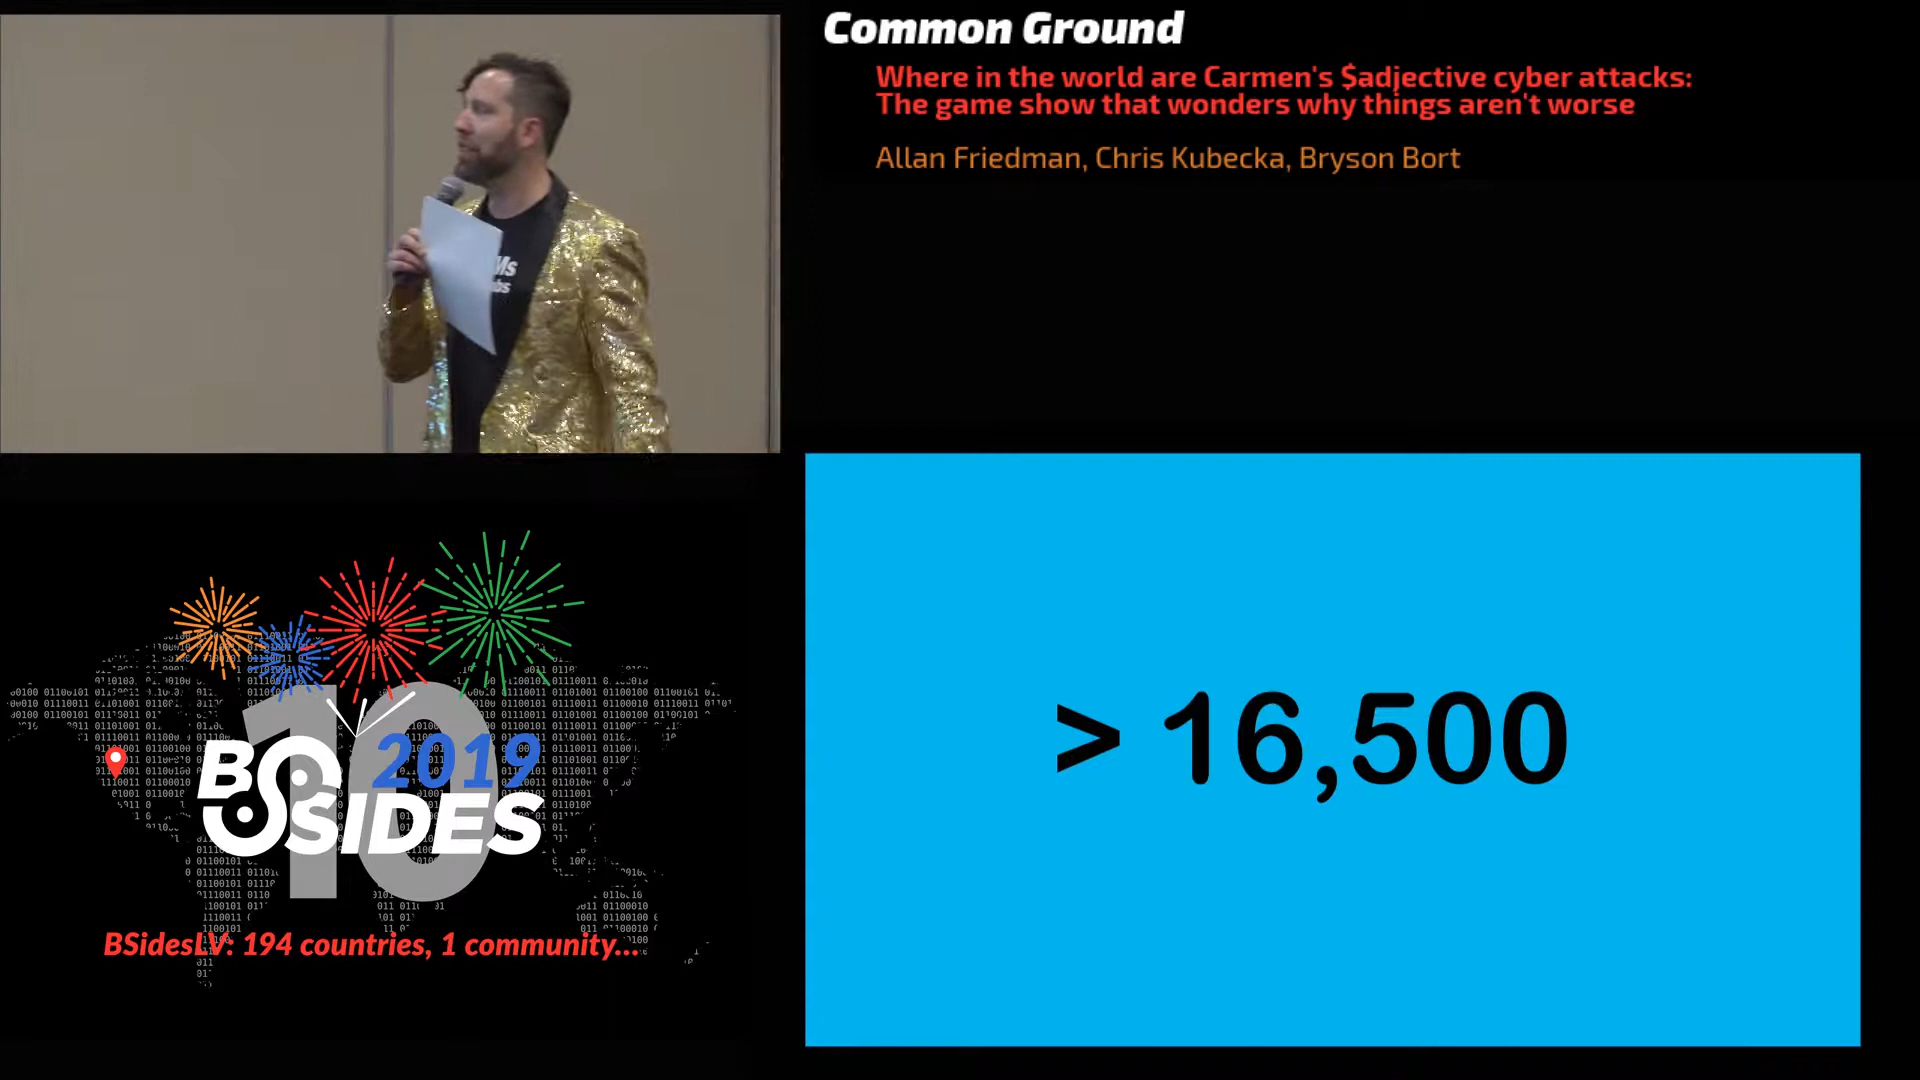 Common Ground
Where in the world are Carmen's $adjective cyber attacks:
The game show that wonders why things aren't worse
Allan Friedman, Chris Kubecka, Bryson Bort
> 16,500
10
2019
BSIDES
BSidesLV: 194 countries, 1 community...